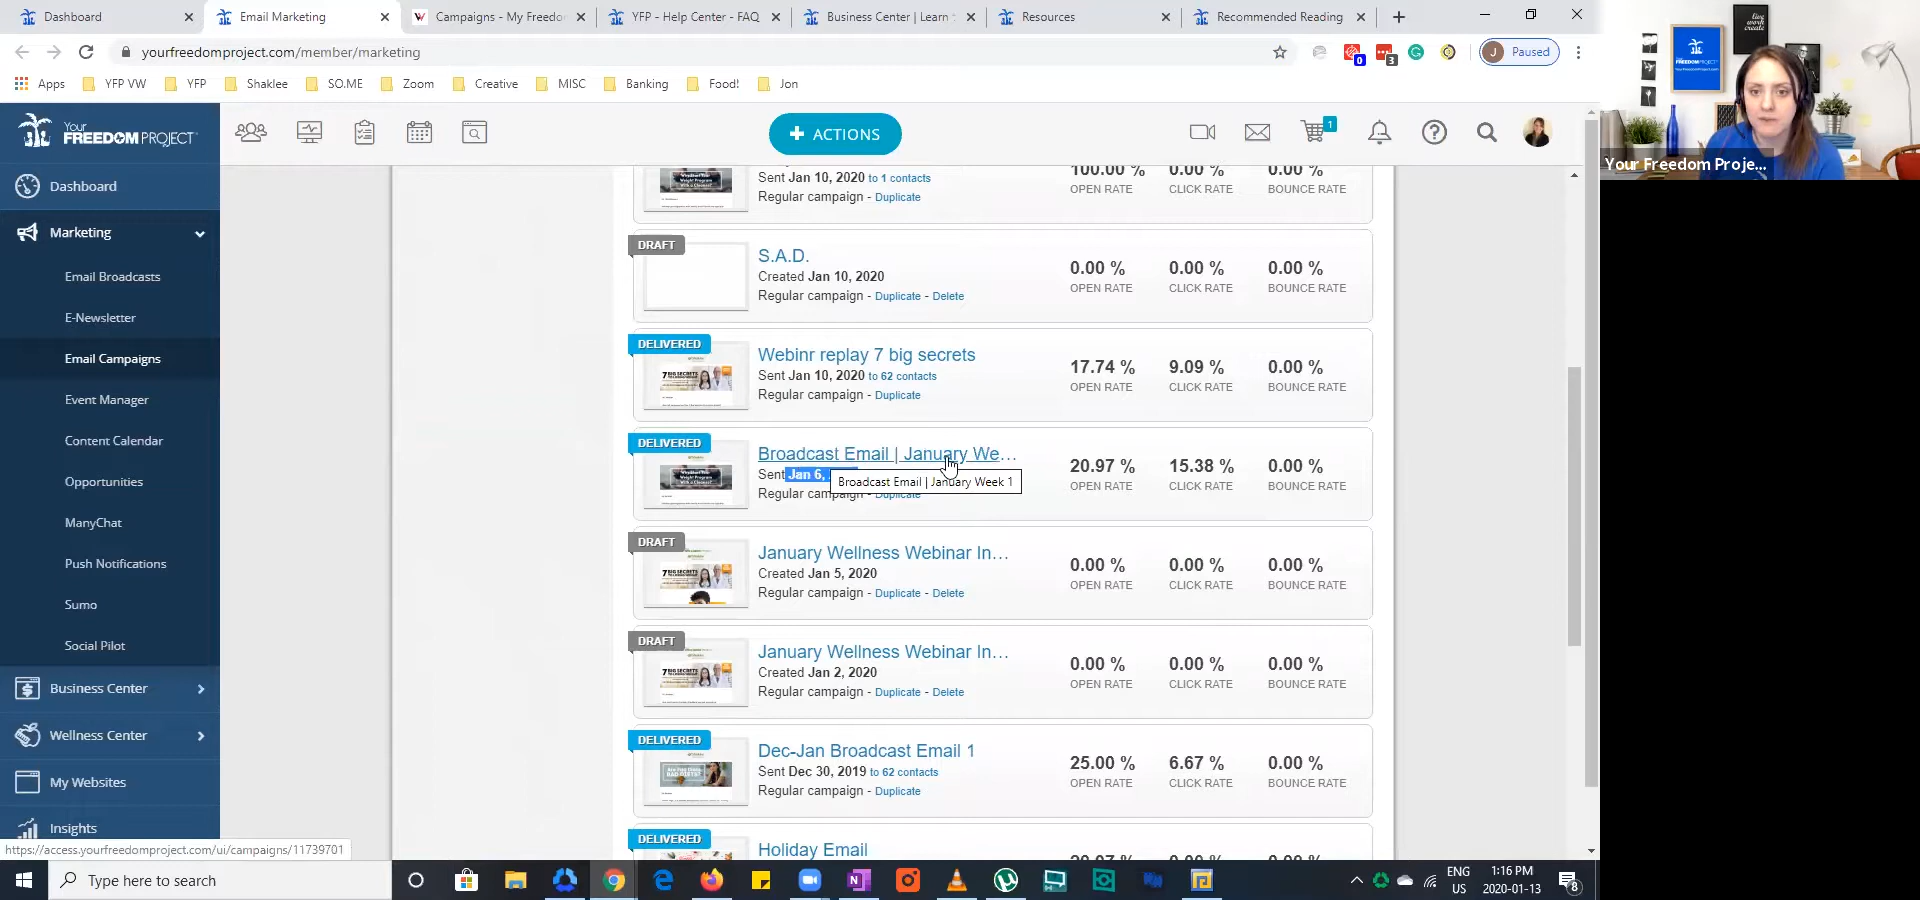 Dashboard
Email Marketing
Campaigns - My Freedo
YFP - Help Center - FAQ
Business Center | Learn
Resources
Recommended Reading
yourfreedomproject.com/member/marketing
0
3
J
Paused
Apps
YFP VW
YFP
Shaklee
SO.ME
Zoom
Creative
MISC
Banking
Food!
Jon
Your
FREEDOM PROJECT
+ ACTIONS
1
Dashboard
Marketing
Email Broadcasts
E-Newsletter
Email Campaigns
Event Manager
Content Calendar
Opportunities
ManyChat
Push Notifications
Sumo
Social Pilot
Business Center
Wellness Center
My Websites
Insights
Sent Jan 10, 2020 to 1 contacts
Regular campaign - Duplicate
100.00 % 0.00 % 0.00 %
OPEN RATE CLICK RATE BOUNCE RATE
DRAFT
S.A.D.
Created Jan 10, 2020
Regular campaign - Duplicate - Delete
0.00 % 0.00 % 0.00 %
OPEN RATE CLICK RATE BOUNCE RATE
DELIVERED
Webinr replay 7 big secrets
Sent Jan 10, 2020 to 62 contacts
Regular campaign - Duplicate
17.74 % 9.09 % 0.00 %
OPEN RATE CLICK RATE BOUNCE RATE
DELIVERED
Broadcast Email | January We...
Sent Jan 6,
Broadcast Email | January Week 1
Regular campaign - Duplicate
20.97 % 15.38 % 0.00 %
OPEN RATE CLICK RATE BOUNCE RATE
DRAFT
January Wellness Webinar In...
Created Jan 5, 2020
Regular campaign - Duplicate - Delete
0.00 % 0.00 % 0.00 %
OPEN RATE CLICK RATE BOUNCE RATE
DRAFT
January Wellness Webinar In...
Created Jan 2, 2020
Regular campaign - Duplicate - Delete
0.00 % 0.00 % 0.00 %
OPEN RATE CLICK RATE BOUNCE RATE
DELIVERED
Dec-Jan Broadcast Email 1
Sent Dec 30, 2019 to 62 contacts
Regular campaign - Duplicate
25.00 % 6.67 % 0.00 %
OPEN RATE CLICK RATE BOUNCE RATE
DELIVERED
Holiday Email
https://access.yourfreedomproject.com/ui/campaigns/11739701
Type here to search
ENG
US
1:16 PM
2020-01-13
8
live
work
create
FREEDOM PROJECT
Your Freedom Proje...